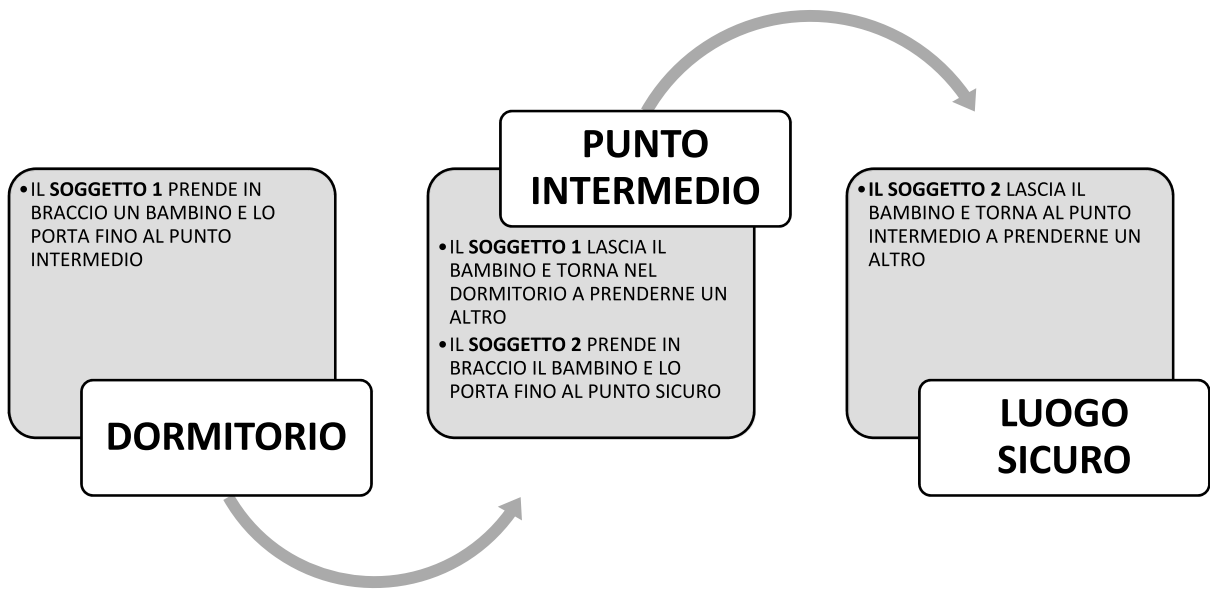 •IL SOGGETTO 1 PRENDE IN
BRACCIO UN BAMBINO E LO
PORTA FINO AL PUNTO
INTERMEDIO
DORMITORIO
PUNTO
INTERMEDIO
•IL SOGGETTO 1 LASCIA IL
BAMBINO E TORNA NEL
DORMITORIO A PRENDERNE UN
ALTRO
•IL SOGGETTO 2 PRENDE IN
BRACCIO IL BAMBINO E LO
PORTA FINO AL PUNTO SICURO
•IL SOGGETTO 2 LASCIA IL
BAMBINO E TORNA AL PUNTO
INTERMEDIO A PRENDERNE UN
ALTRO
LUOGO
SICURO